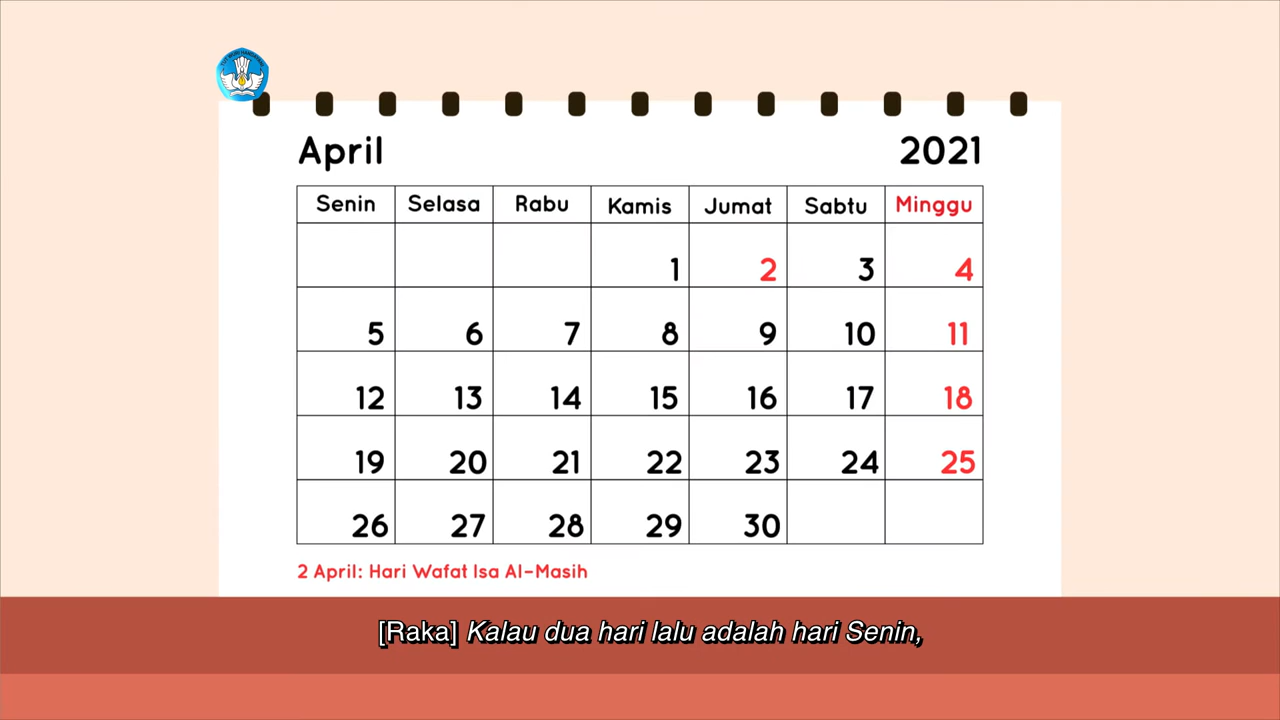 April 2021
Senin Selasa Rabu Kamis Jumat Sabtu Minggu
1 2 3 4
5 6 7 8 9 10 11
12 13 14 15 16 17 18
19 20 21 22 23 24 25
26 27 28 29 30
2 April: Hari Wafat Isa Al-Masih
[Raka] Kalau dua hari lalu adalah hari Senin,